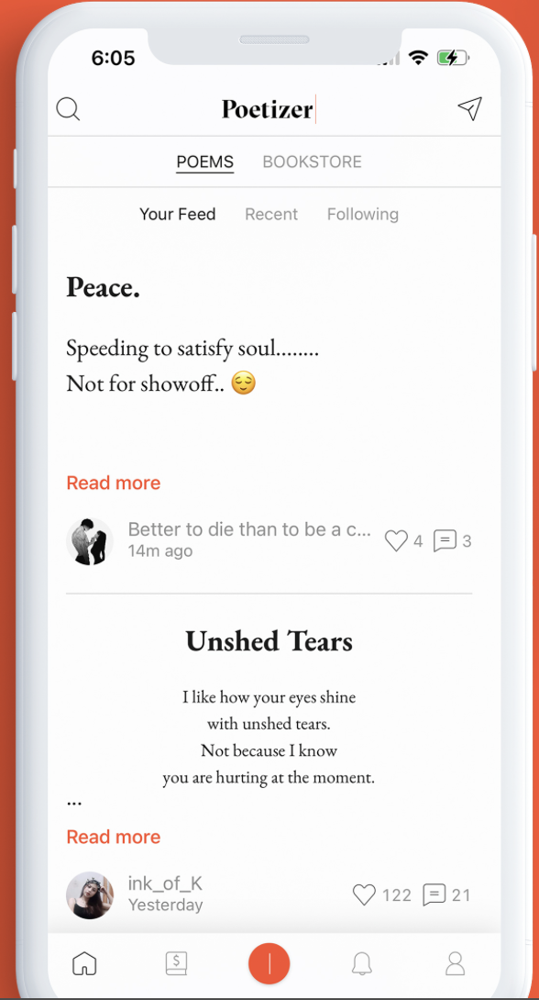 6:05
Poetizer
POEMS BOOKSTORE
Your Feed Recent Following
Peace.
Speeding to satisfy soul........
Not for showoff.. 😌
Read more
Better to die than to be a c...
14m ago
4 3
Unshed Tears
I like how your eyes shine
with unshed tears.
Not because I know
you are hurting at the moment.
...
Read more
ink_of_K
Yesterday
122 21
$